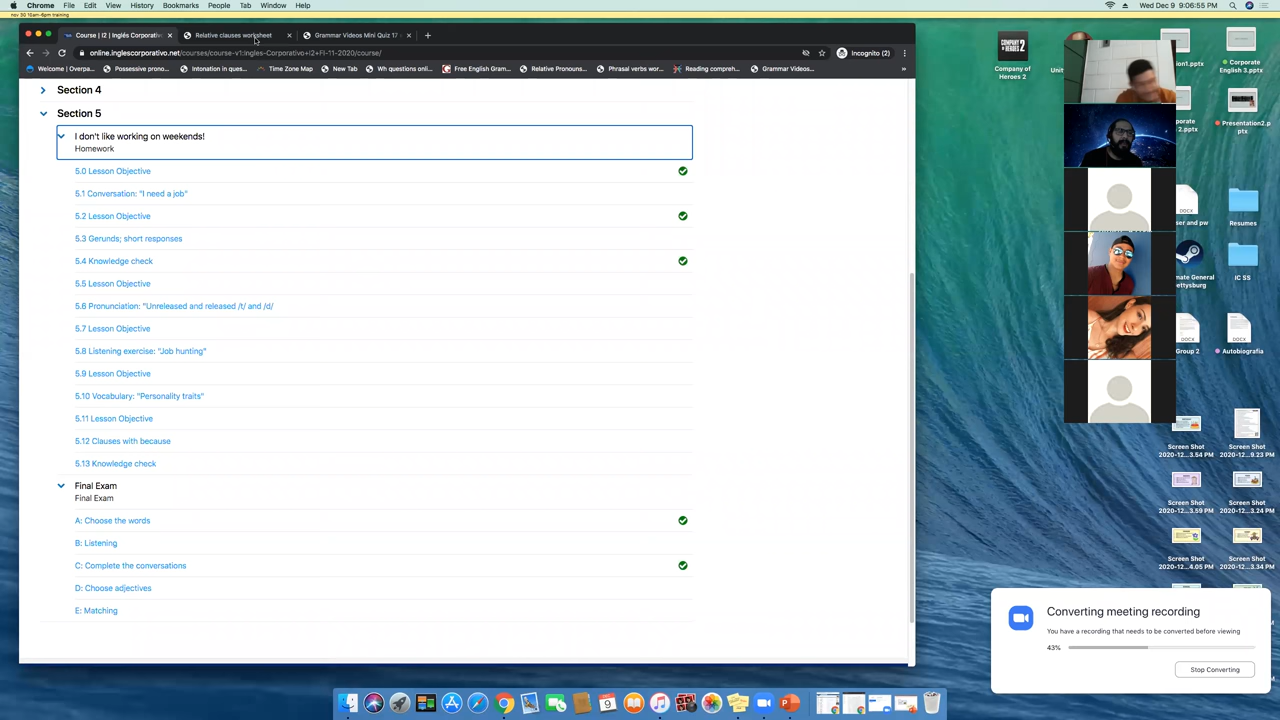 Chrome File Edit View History Bookmarks People Tab Window Help
Wed Dec 9 9:06:55 PM
nov 30 10am-6pm training
Course | I2 | Inglés Corporativo
Relative clauses worksheet
Grammar Videos Mini Quiz 17
online.inglescorporativo.net/courses/course-v1:Ingles-Corporativo+I2+FI-11-2020/course/
Incognito (2)
Welcome | Overpa...
Possessive prono...
Intonation in ques...
Time Zone Map
New Tab
Wh questions onli...
Free English Gram...
Relative Pronouns...
Phrasal verbs wor...
Reading compreh...
Grammar Videos...
»
Section 4
Section 5
I don't like working on weekends!
Homework
5.0 Lesson Objective
5.1 Conversation: "I need a job"
5.2 Lesson Objective
5.3 Gerunds; short responses
5.4 Knowledge check
5.5 Lesson Objective
5.6 Pronunciation: "Unreleased and released /t/ and /d/
5.7 Lesson Objective
5.8 Listening exercise: "Job hunting"
5.9 Lesson Objective
5.10 Vocabulary: "Personality traits"
5.11 Lesson Objective
5.12 Clauses with because
5.13 Knowledge check
Final Exam
Final Exam
A: Choose the words
B: Listening
C: Complete the conversations
D: Choose adjectives
E: Matching
Company of
Heroes 2
Corporate
English 3.pptx
Presentation2.p
ptx
DOCX
Resumes
IC SS
DOCX
DOCX
Group 2
Autobiografia
Screen Shot
2020-12...3.54 PM
Screen Shot
2020-12...9.23 PM
Screen Shot
2020-12...3.59 PM
Screen Shot
2020-12...3.24 PM
Screen Shot
2020-12...4.05 PM
Screen Shot
2020-12...3.34 PM
Converting meeting recording
You have a recording that needs to be converted before viewing
43%
Stop Converting
9